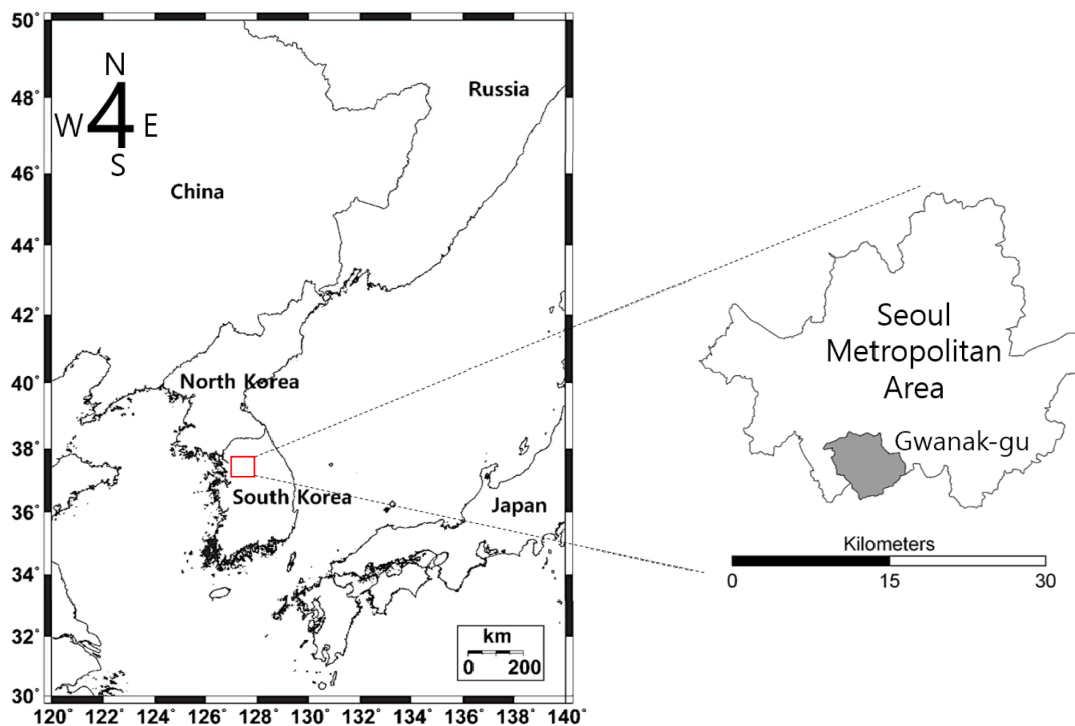 50°
48°
46°
44°
42°
40°
38°
36°
34°
32°
30°
120° 122° 124° 126° 128° 130° 132° 134° 136° 138° 140°
N
W 4 E
S
Russia
China
North Korea
South Korea
Japan
km
0 200
Seoul
Metropolitan
Area
Gwanak-gu
Kilometers
0 15 30